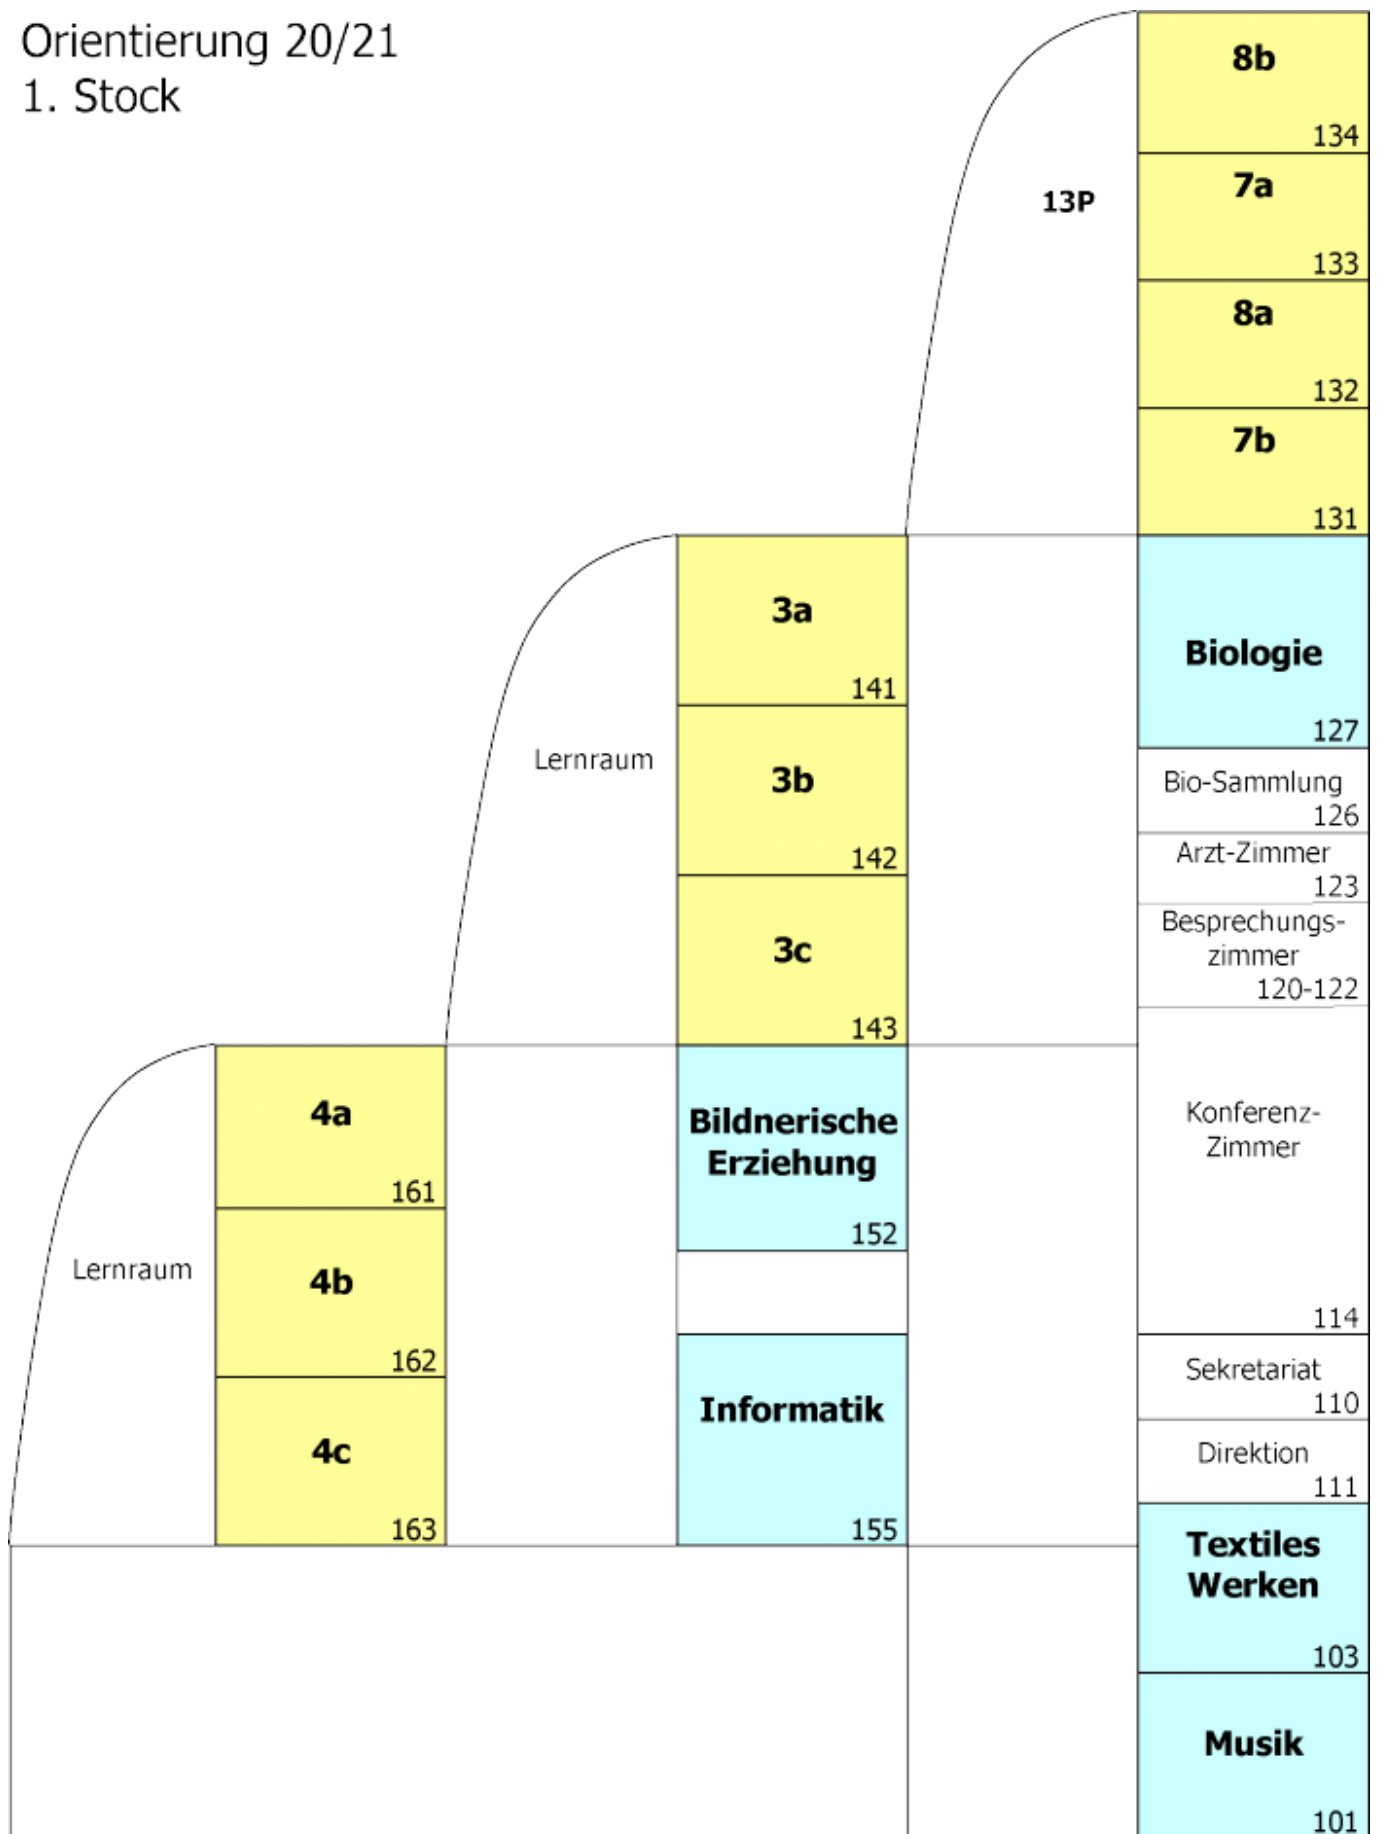 Orientierung 20/21
1. Stock
8b
134
13P
7a
133
8a
132
7b
131
3a
141
Lernraum
3b
142
3c
143
Biologie
127
Bio-Sammlung
126
Arzt-Zimmer
123
Besprechungs-
zimmer
120-122
4a
161
Lernraum
4b
162
4c
163
Bildnerische
Erziehung
152
Informatik
155
Konferenz-
Zimmer
114
Sekretariat
110
Direktion
111
Textiles
Werken
103
Musik
101